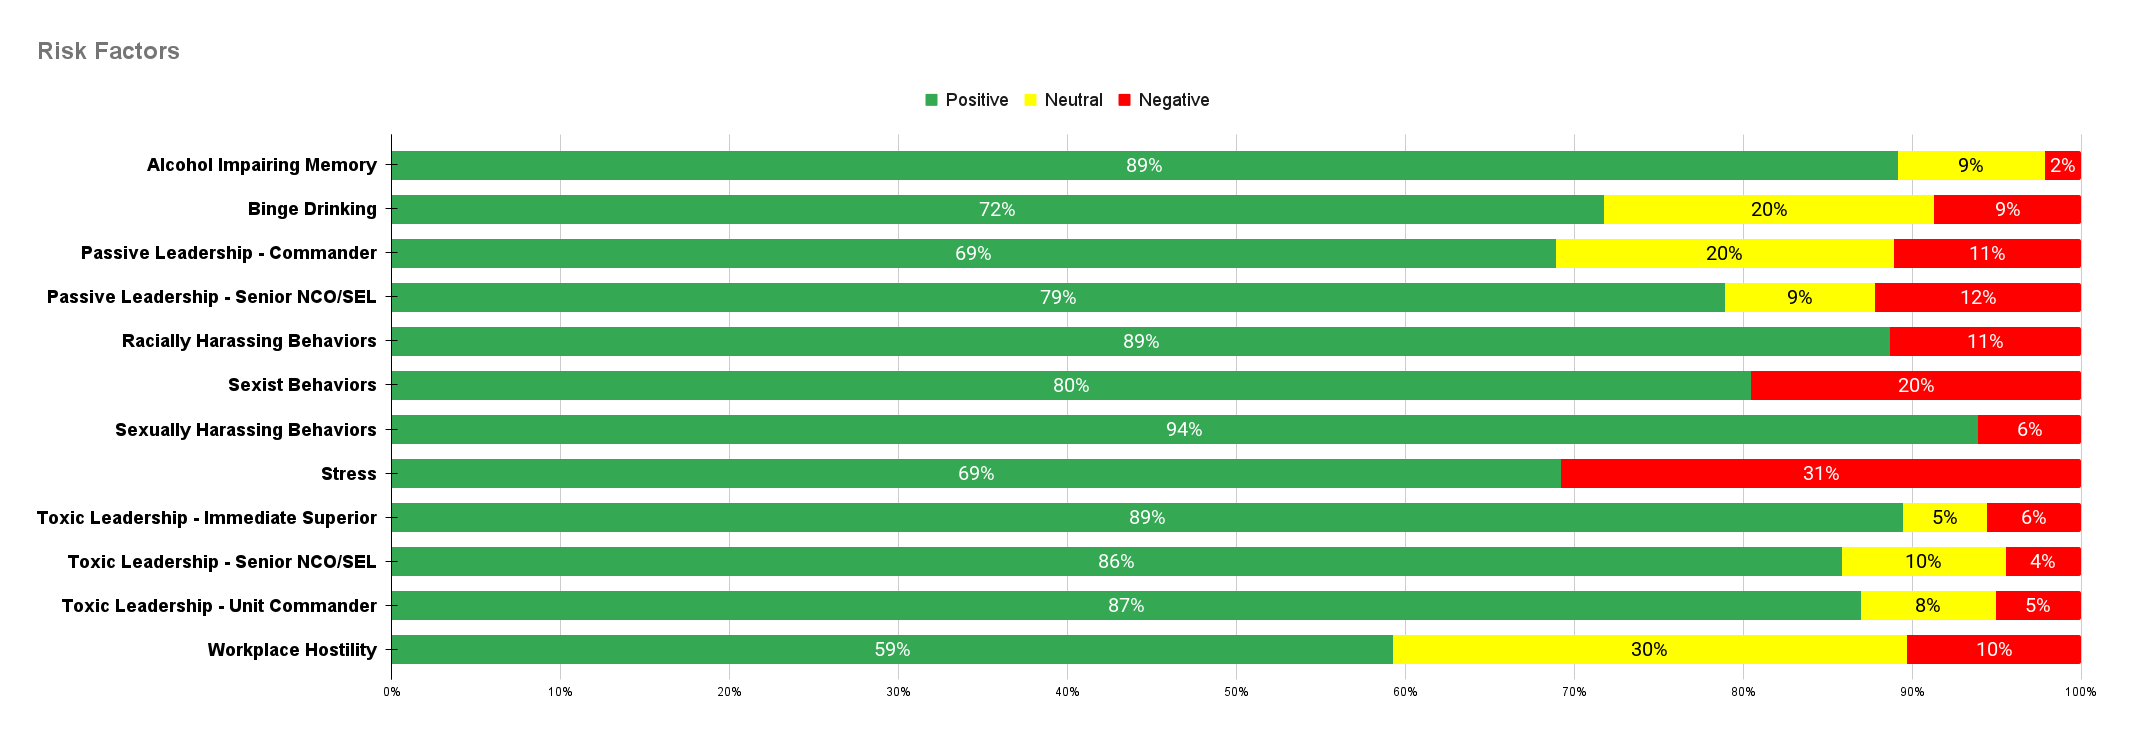 Risk Factors
Positive Neutral Negative
Alcohol Impairing Memory 89% 9% 2%
Binge Drinking 72% 20% 9%
Passive Leadership - Commander 69% 20% 11%
Passive Leadership - Senior NCO/SEL 79% 9% 12%
Racially Harassing Behaviors 89% 11%
Sexist Behaviors 80% 20%
Sexually Harassing Behaviors 94% 6%
Stress 69% 31%
Toxic Leadership - Immediate Superior 89% 5% 6%
Toxic Leadership - Senior NCO/SEL 86% 10% 4%
Toxic Leadership - Unit Commander 87% 8% 5%
Workplace Hostility 59% 30% 10%
0% 10% 20% 30% 40% 50% 60% 70% 80% 90% 100%